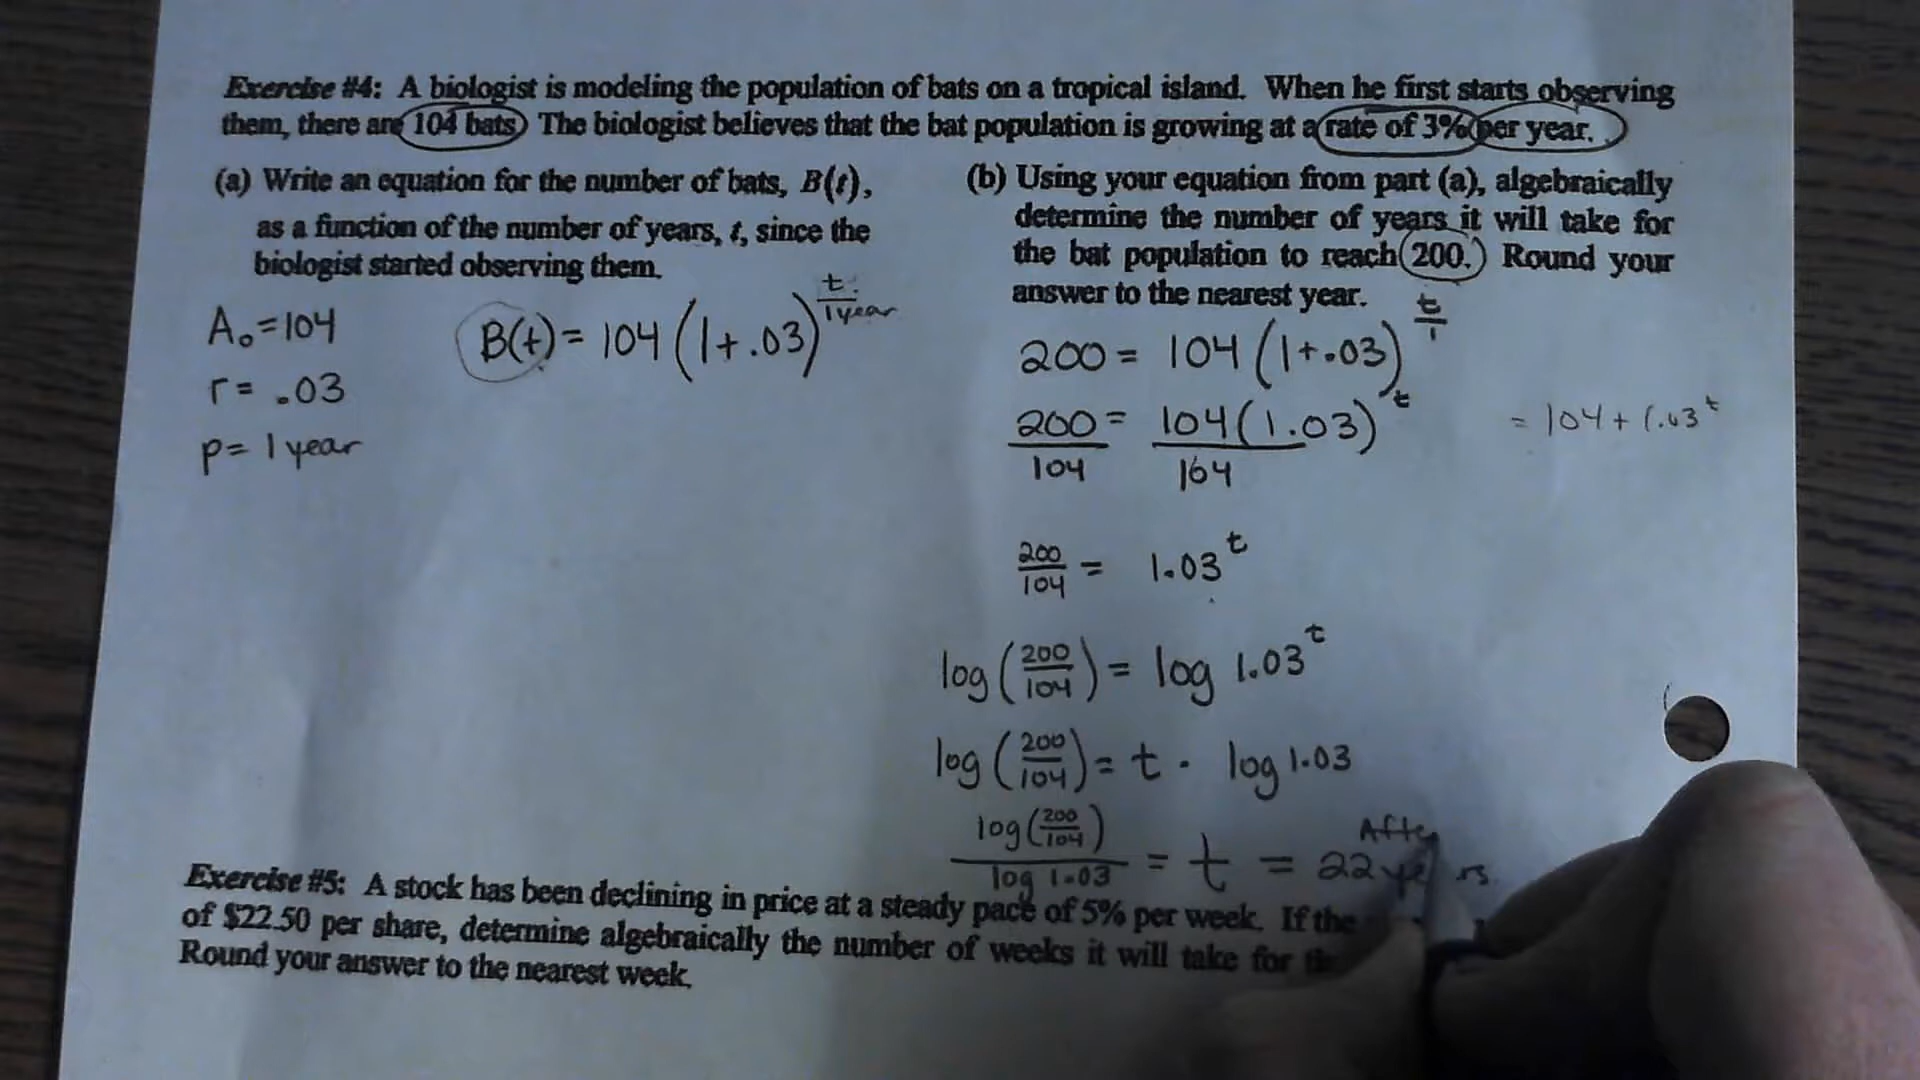 Exercise #4: A biologist is modeling the population of bats on a tropical island. When he first starts observing
them, there are 104 bats. The biologist believes that the bat population is growing at a rate of 3% per year.
(a) Write an equation for the number of bats, B(t),
as a function of the number of years, t, since the
biologist started observing them.
A₀ = 104
r = .03
p = 1 year
B(t) = 104 (1 + .03)^(t/1 year)
(b) Using your equation from part (a), algebraically
determine the number of years it will take for
the bat population to reach 200. Round your
answer to the nearest year.
200 = 104 (1 + .03)^(t/1)
200 = 104 (1.03)^t
104 104
= 104 + 1.03^t
200/104 = 1.03^t
log (200/104) = log 1.03^t
log (200/104) = t · log 1.03
After
log (200/104) / log 1.03 = t = 22
Exercise #5: A stock has been declining in price at a steady pace of 5% per week. If the
of $22.50 per share, determine algebraically the number of weeks it will take for
Round your answer to the nearest week.